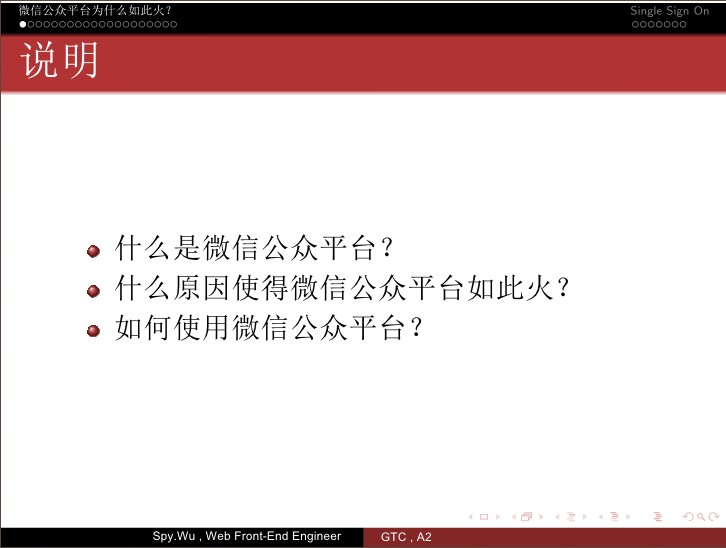 微信公众平台为什么如此火?
Single Sign On
说明
什么是微信公众平台?
什么原因使得微信公众平台如此火?
如何使用微信公众平台?
Spy.Wu , Web Front-End Engineer
GTC , A2